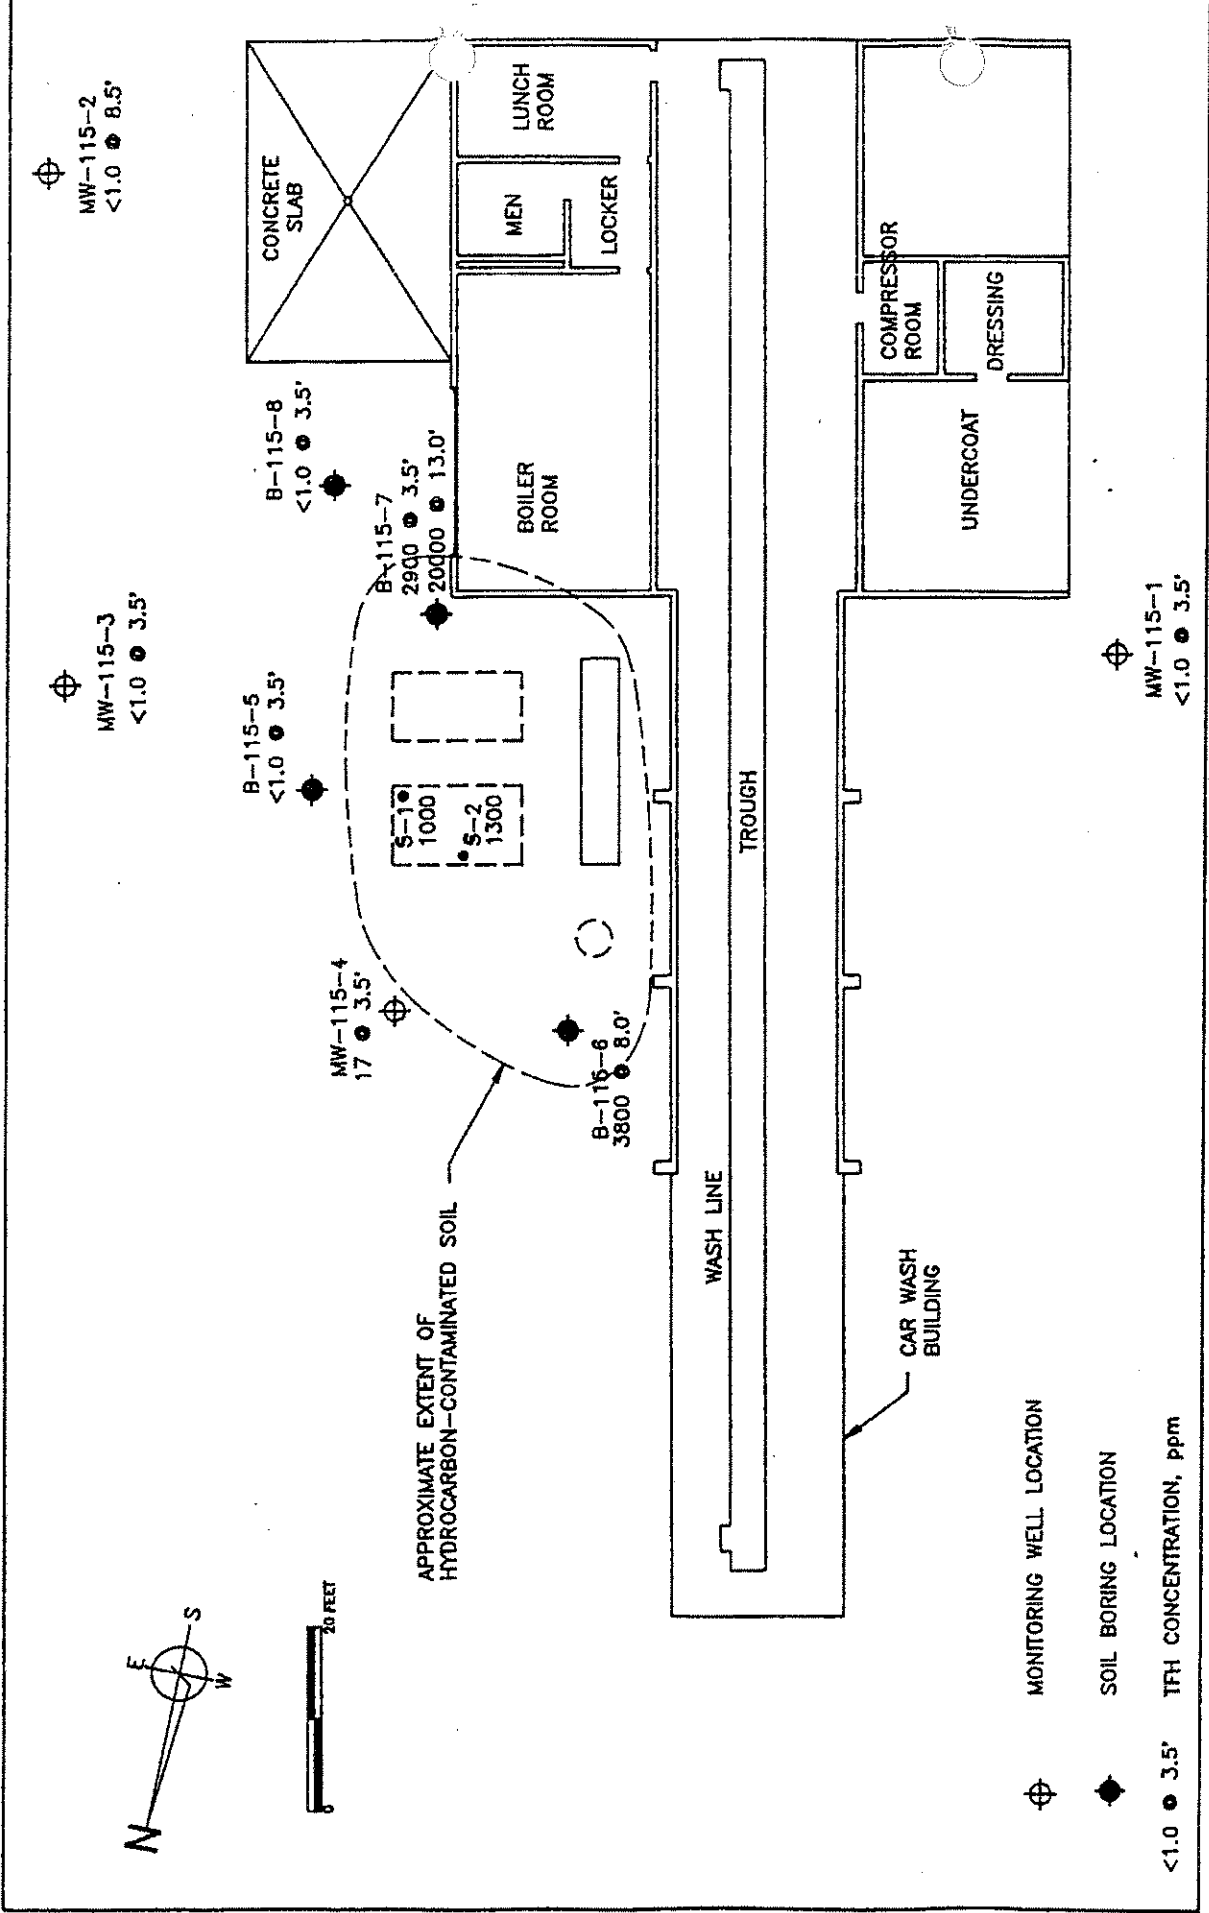 N
E
S
W
0
20 FEET
MW-115-2
<1.0 @ 8.5'
MW-115-3
<1.0 @ 3.5'
B-115-5
<1.0 @ 3.5'
B-115-8
<1.0 @ 3.5'
MW-115-4
17 @ 3.5'
B-115-7
2900 @ 3.5'
20000 @ 13.0'
S-1
1000
S-2
1300
B-115-6
3800 @ 8.0'
APPROXIMATE EXTENT OF
HYDROCARBON-CONTAMINATED SOIL
CONCRETE
SLAB
LUNCH
ROOM
MEN
LOCKER
BOILER
ROOM
WASH LINE
TROUGH
COMPRESSOR
ROOM
DRESSING
UNDERCOAT
CAR WASH
BUILDING
MW-115-1
<1.0 @ 3.5'
MONITORING WELL LOCATION
SOIL BORING LOCATION
<1.0 @ 3.5' TFH CONCENTRATION, ppm